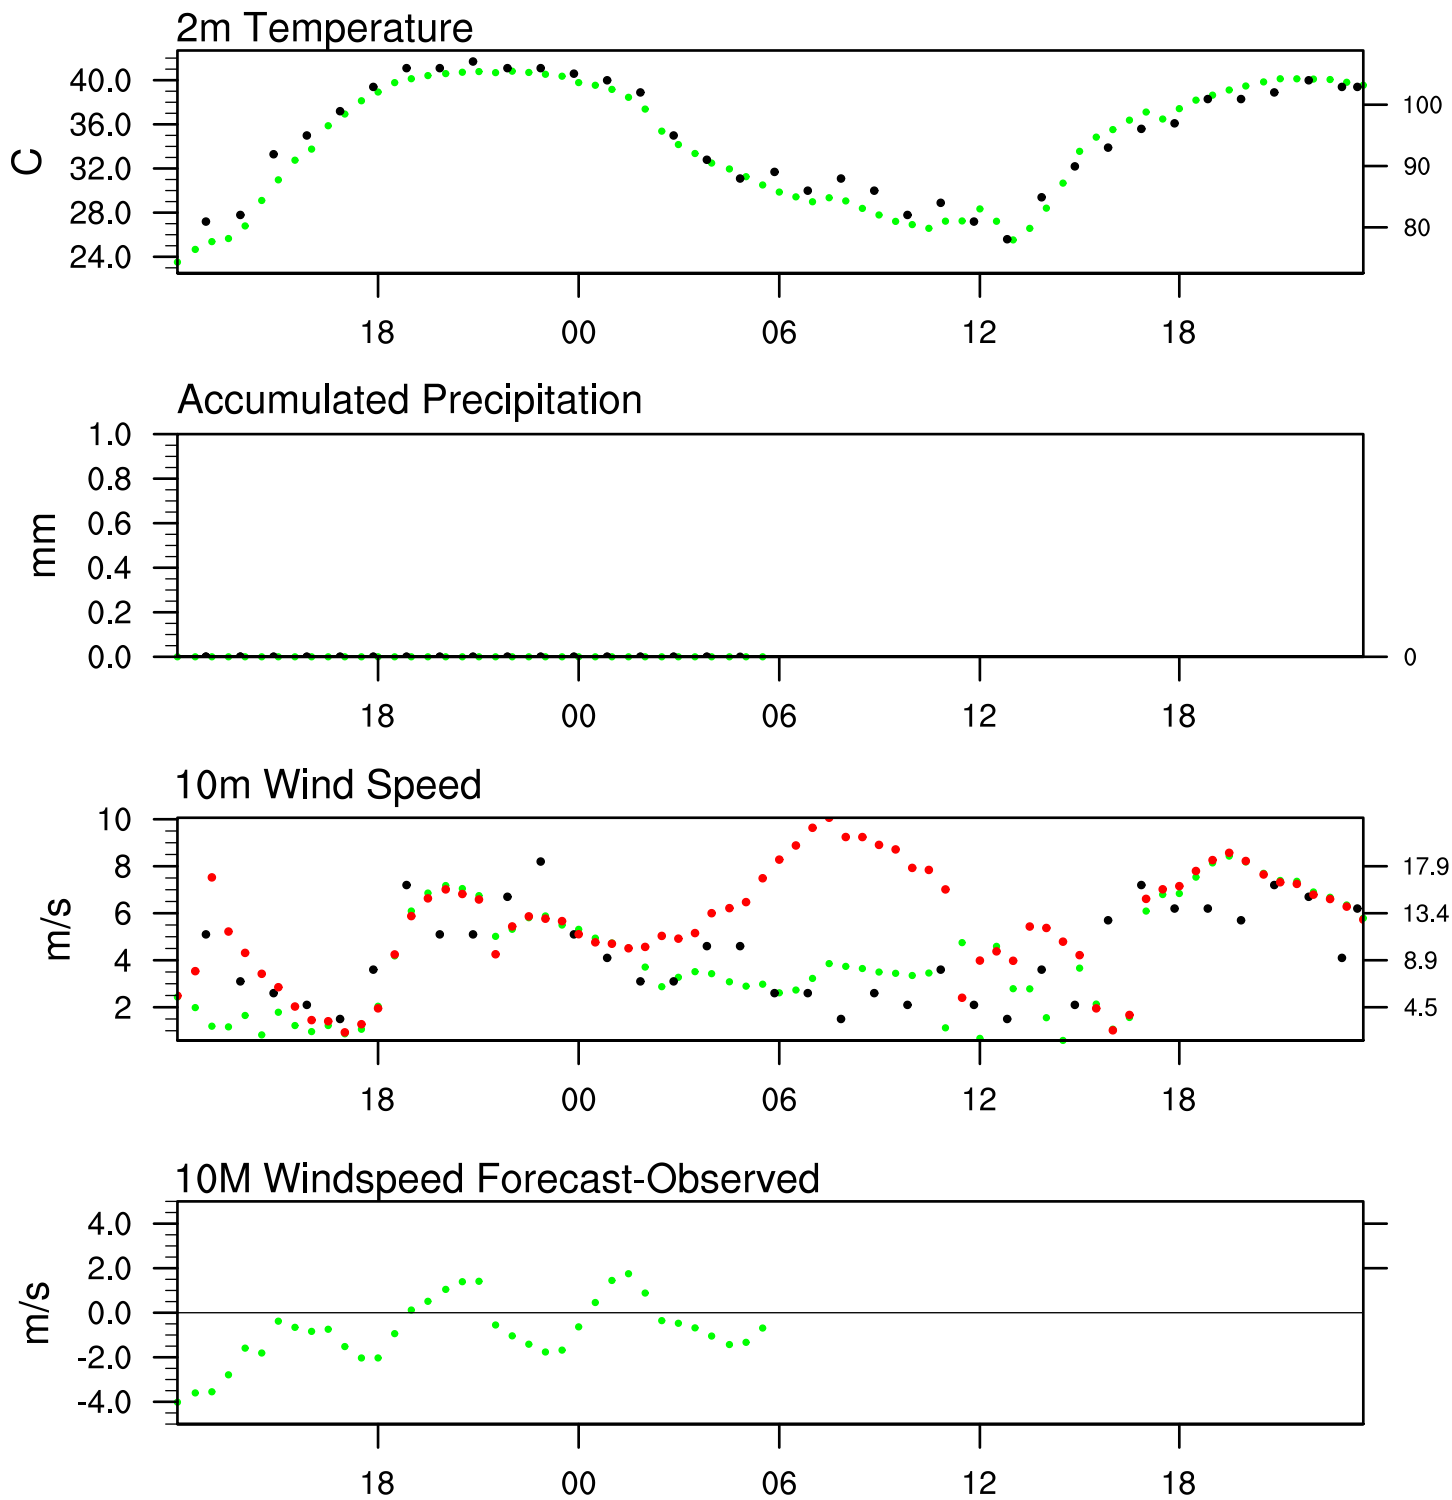 2m Temperature
40.0
36.0
32.0
28.0
24.0
C
100
90
80
18 00 06 12 18
Accumulated Precipitation
1.0
0.8
0.6
0.4
0.2
0.0
mm
0
18 00 06 12 18
10m Wind Speed
10
8
6
4
2
m/s
17.9
13.4
8.9
4.5
18 00 06 12 18
10M Windspeed Forecast-Observed
4.0
2.0
0.0
-2.0
-4.0
m/s
18 00 06 12 18